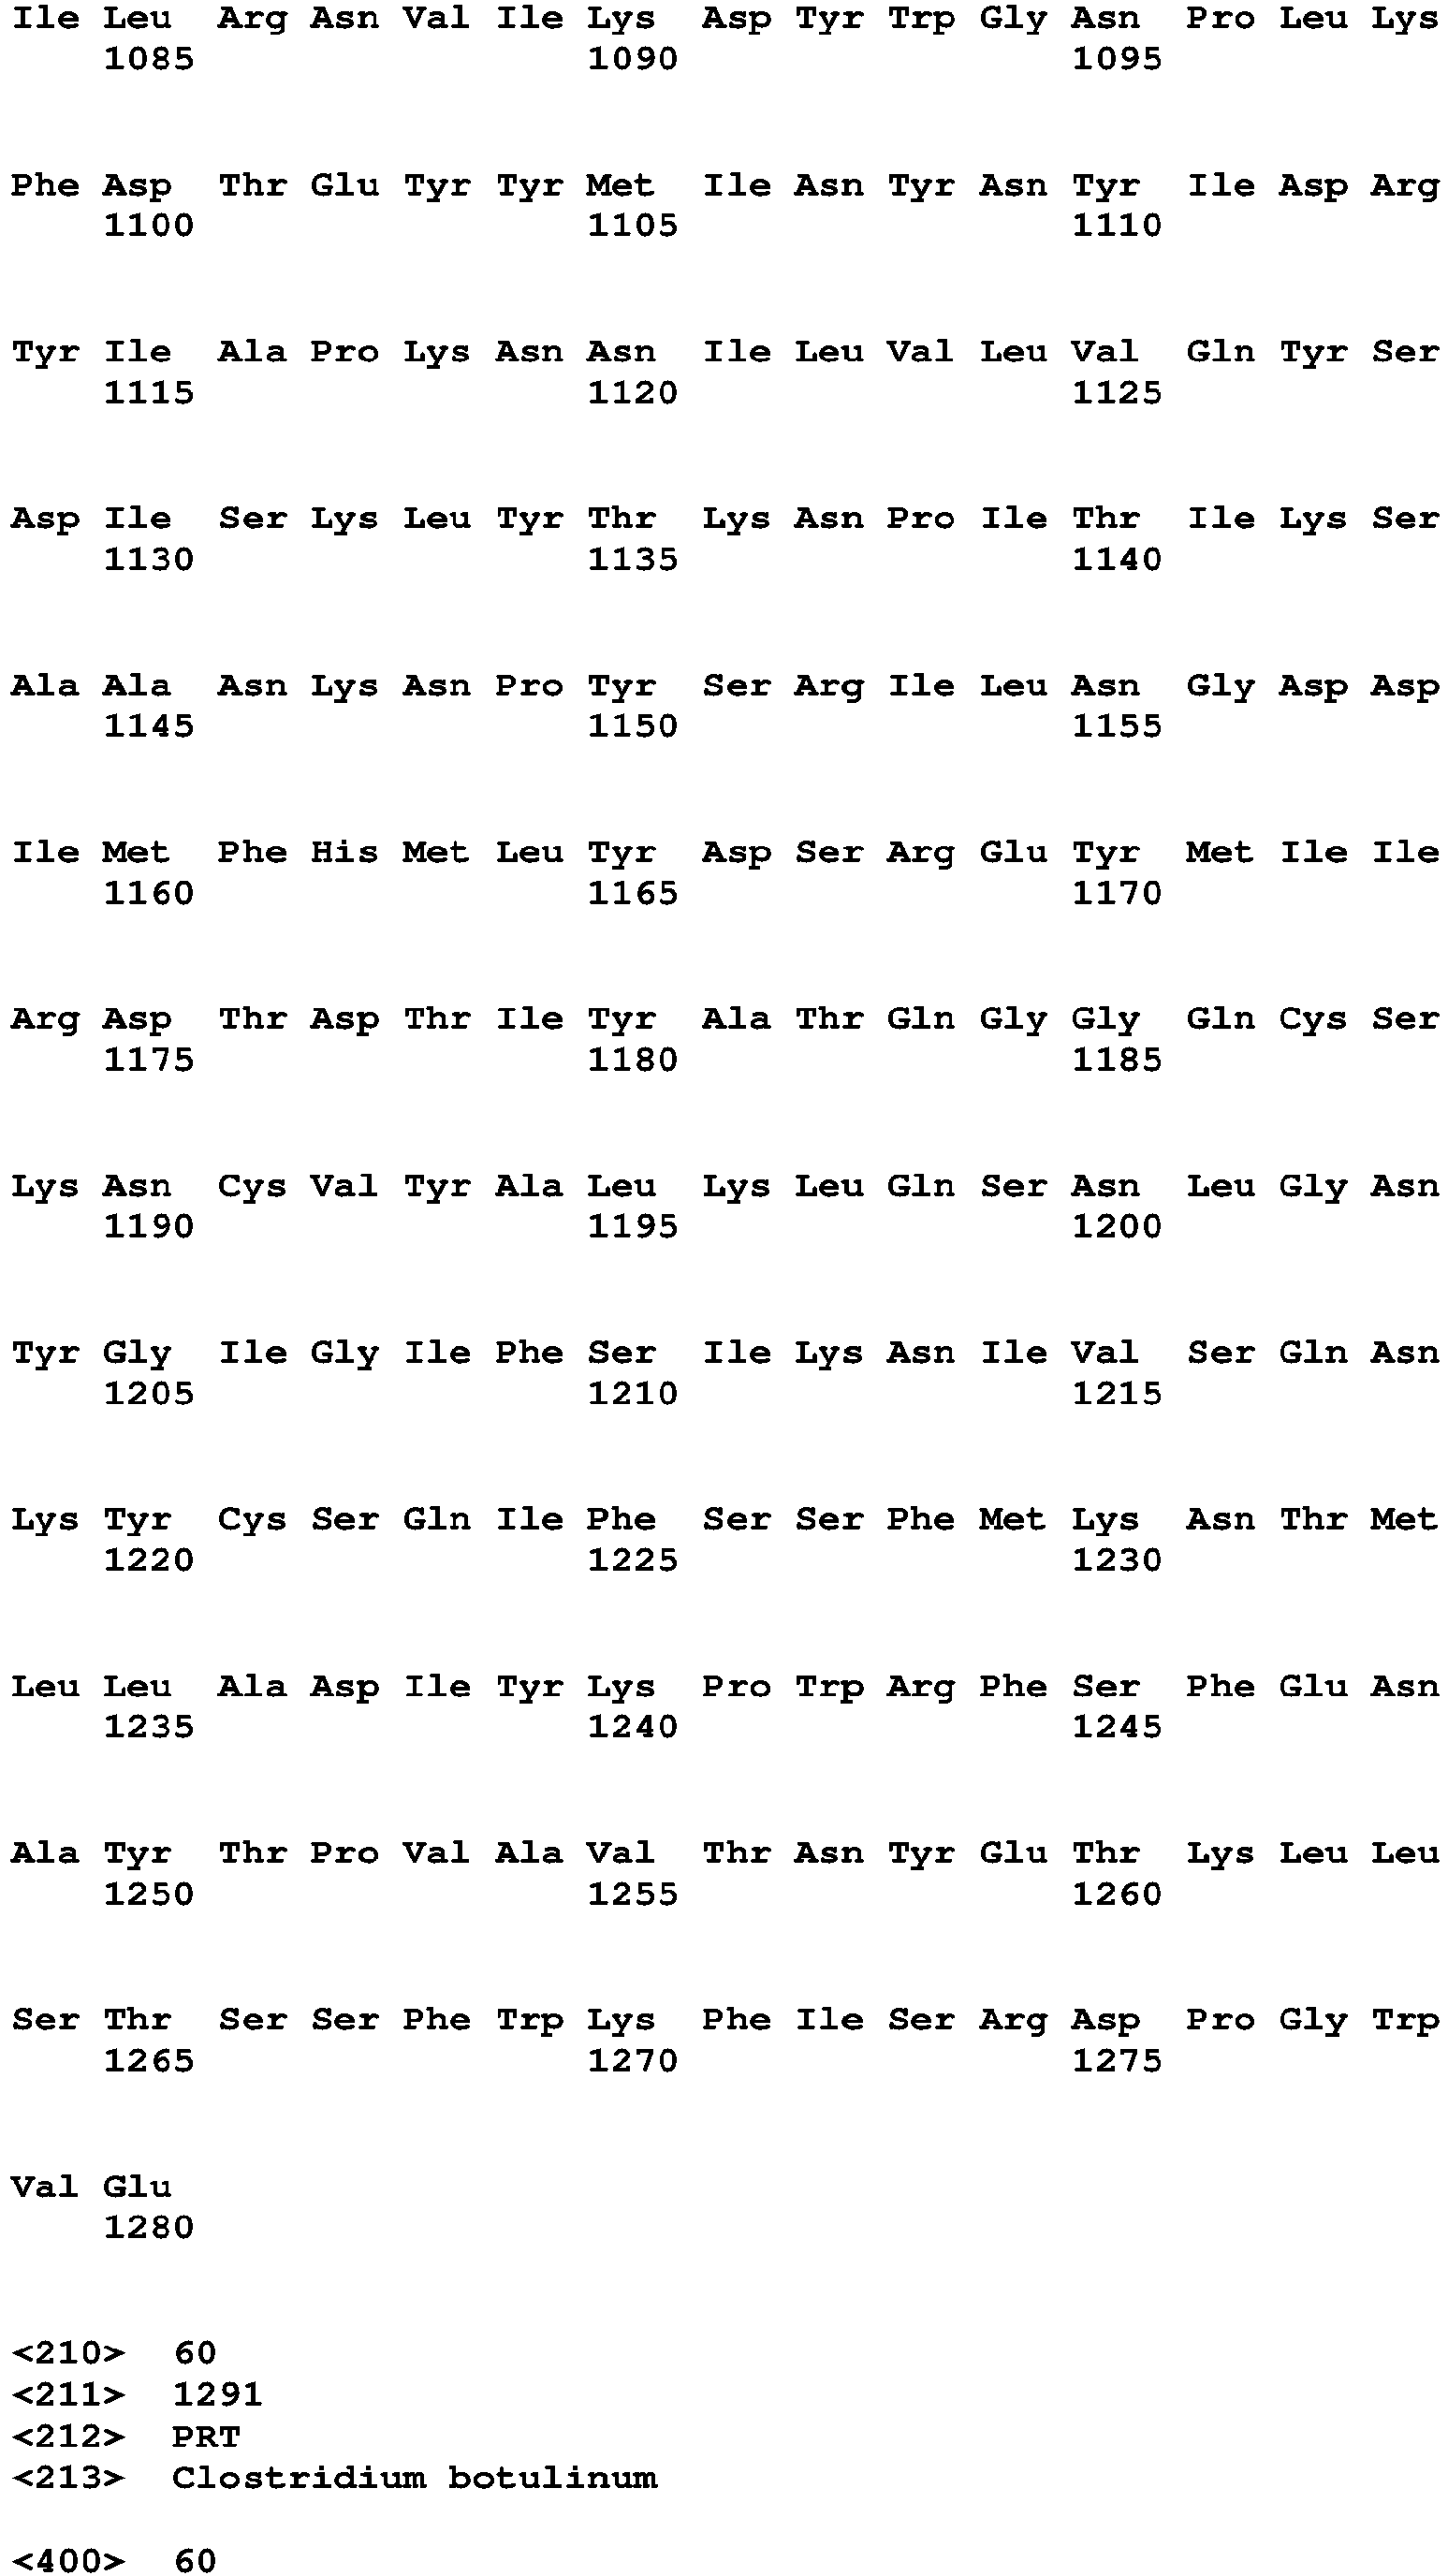 Ile Leu Arg Asn Val Ile Lys Asp Tyr Trp Gly Asn Pro Leu Lys
1085 1090 1095
Phe Asp Thr Glu Tyr Tyr Met Ile Asn Tyr Asn Tyr Ile Asp Arg
1100 1105 1110
Tyr Ile Ala Pro Lys Asn Asn Ile Leu Val Leu Val Gln Tyr Ser
1115 1120 1125
Asp Ile Ser Lys Leu Tyr Thr Lys Asn Pro Ile Thr Ile Lys Ser
1130 1135 1140
Ala Ala Asn Lys Asn Pro Tyr Ser Arg Ile Leu Asn Gly Asp Asp
1145 1150 1155
Ile Met Phe His Met Leu Tyr Asp Ser Arg Glu Tyr Met Ile Ile
1160 1165 1170
Arg Asp Thr Asp Thr Ile Tyr Ala Thr Gln Gly Gly Gln Cys Ser
1175 1180 1185
Lys Asn Cys Val Tyr Ala Leu Lys Leu Gln Ser Asn Leu Gly Asn
1190 1195 1200
Tyr Gly Ile Gly Ile Phe Ser Ile Lys Asn Ile Val Ser Gln Asn
1205 1210 1215
Lys Tyr Cys Ser Gln Ile Phe Ser Ser Phe Met Lys Asn Thr Met
1220 1225 1230
Leu Leu Ala Asp Ile Tyr Lys Pro Trp Arg Phe Ser Phe Glu Asn
1235 1240 1245
Ala Tyr Thr Pro Val Ala Val Thr Asn Tyr Glu Thr Lys Leu Leu
1250 1255 1260
Ser Thr Ser Ser Phe Trp Lys Phe Ile Ser Arg Asp Pro Gly Trp
1265 1270 1275
Val Glu
1280
<210> 60
<211> 1291
<212> PRT
<213> Clostridium botulinum
<400> 60